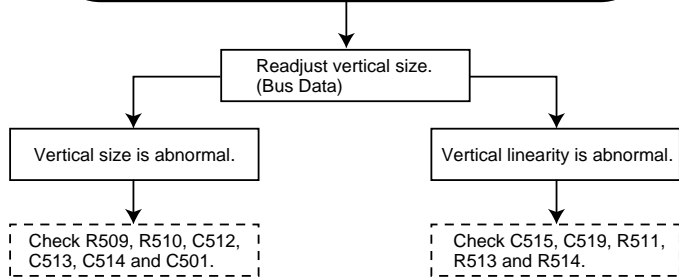 Readjust vertical size.
(Bus Data)
Vertical size is abnormal.
Vertical linearity is abnormal.
Check R509, R510, C512,
C513, C514 and C501.
Check C515, C519, R511,
R513 and R514.